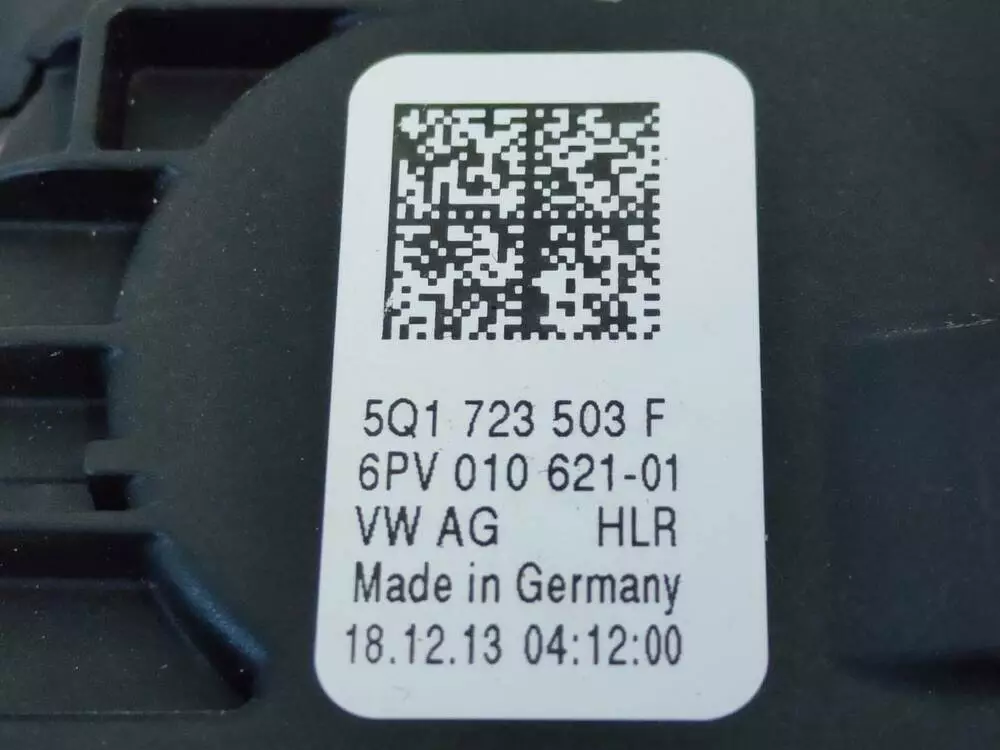 5Q1 723 503 F
6PV 010 621-01
VW AG HLR
Made in Germany
18.12.13 04:12:00